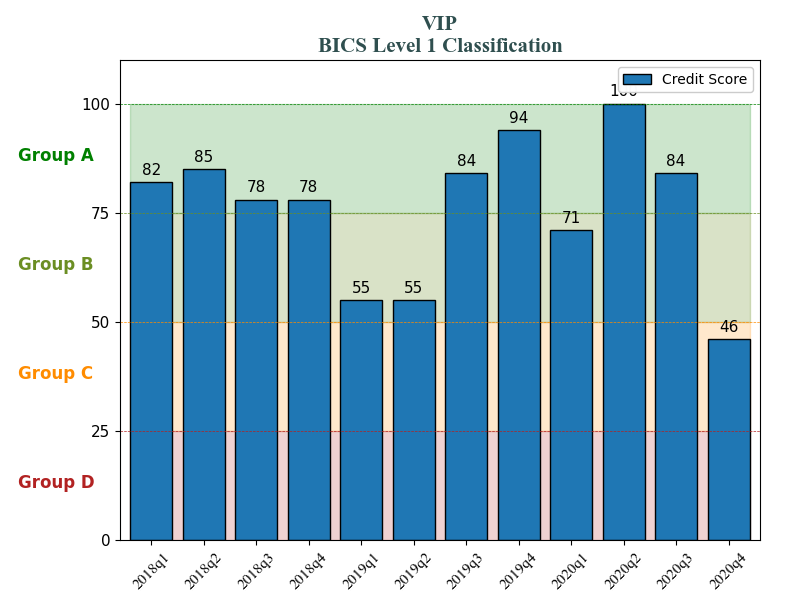 VIP
BICS Level 1 Classification
Credit Score
100
75
50
25
0
Group A
Group B
Group C
Group D
82
85
78
78
55
55
84
94
71
100
84
46
2018q1
2018q2
2018q3
2018q4
2019q1
2019q2
2019q3
2019q4
2020q1
2020q2
2020q3
2020q4